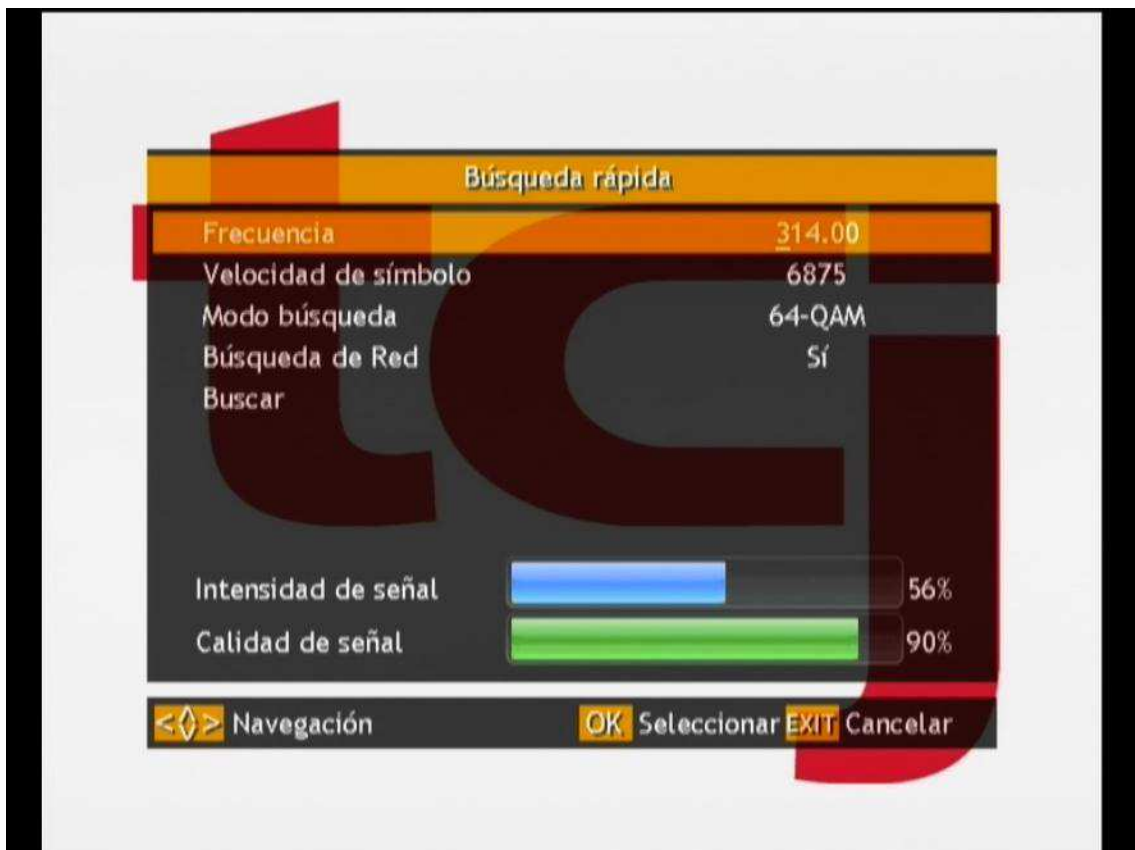 Búsqueda rápida
Frecuencia 314.00
Velocidad de símbolo 6875
Modo búsqueda 64-QAM
Búsqueda de Red Sí
Buscar
Intensidad de señal 56%
Calidad de señal 90%
<◊> Navegación OK Seleccionar EXIT Cancelar
tcj